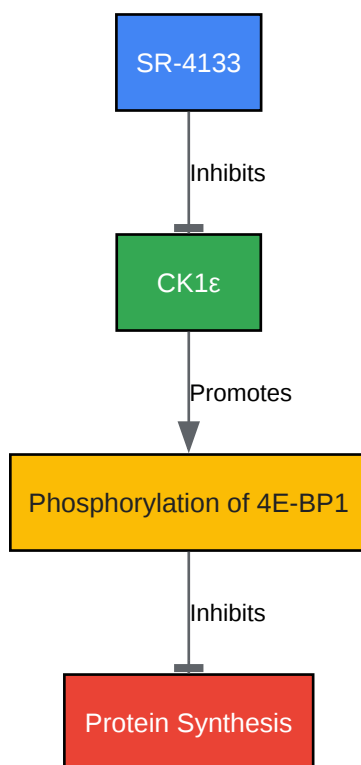 SR-4133
Inhibits
CK1ε
Promotes
Phosphorylation of 4E-BP1
Inhibits
Protein Synthesis